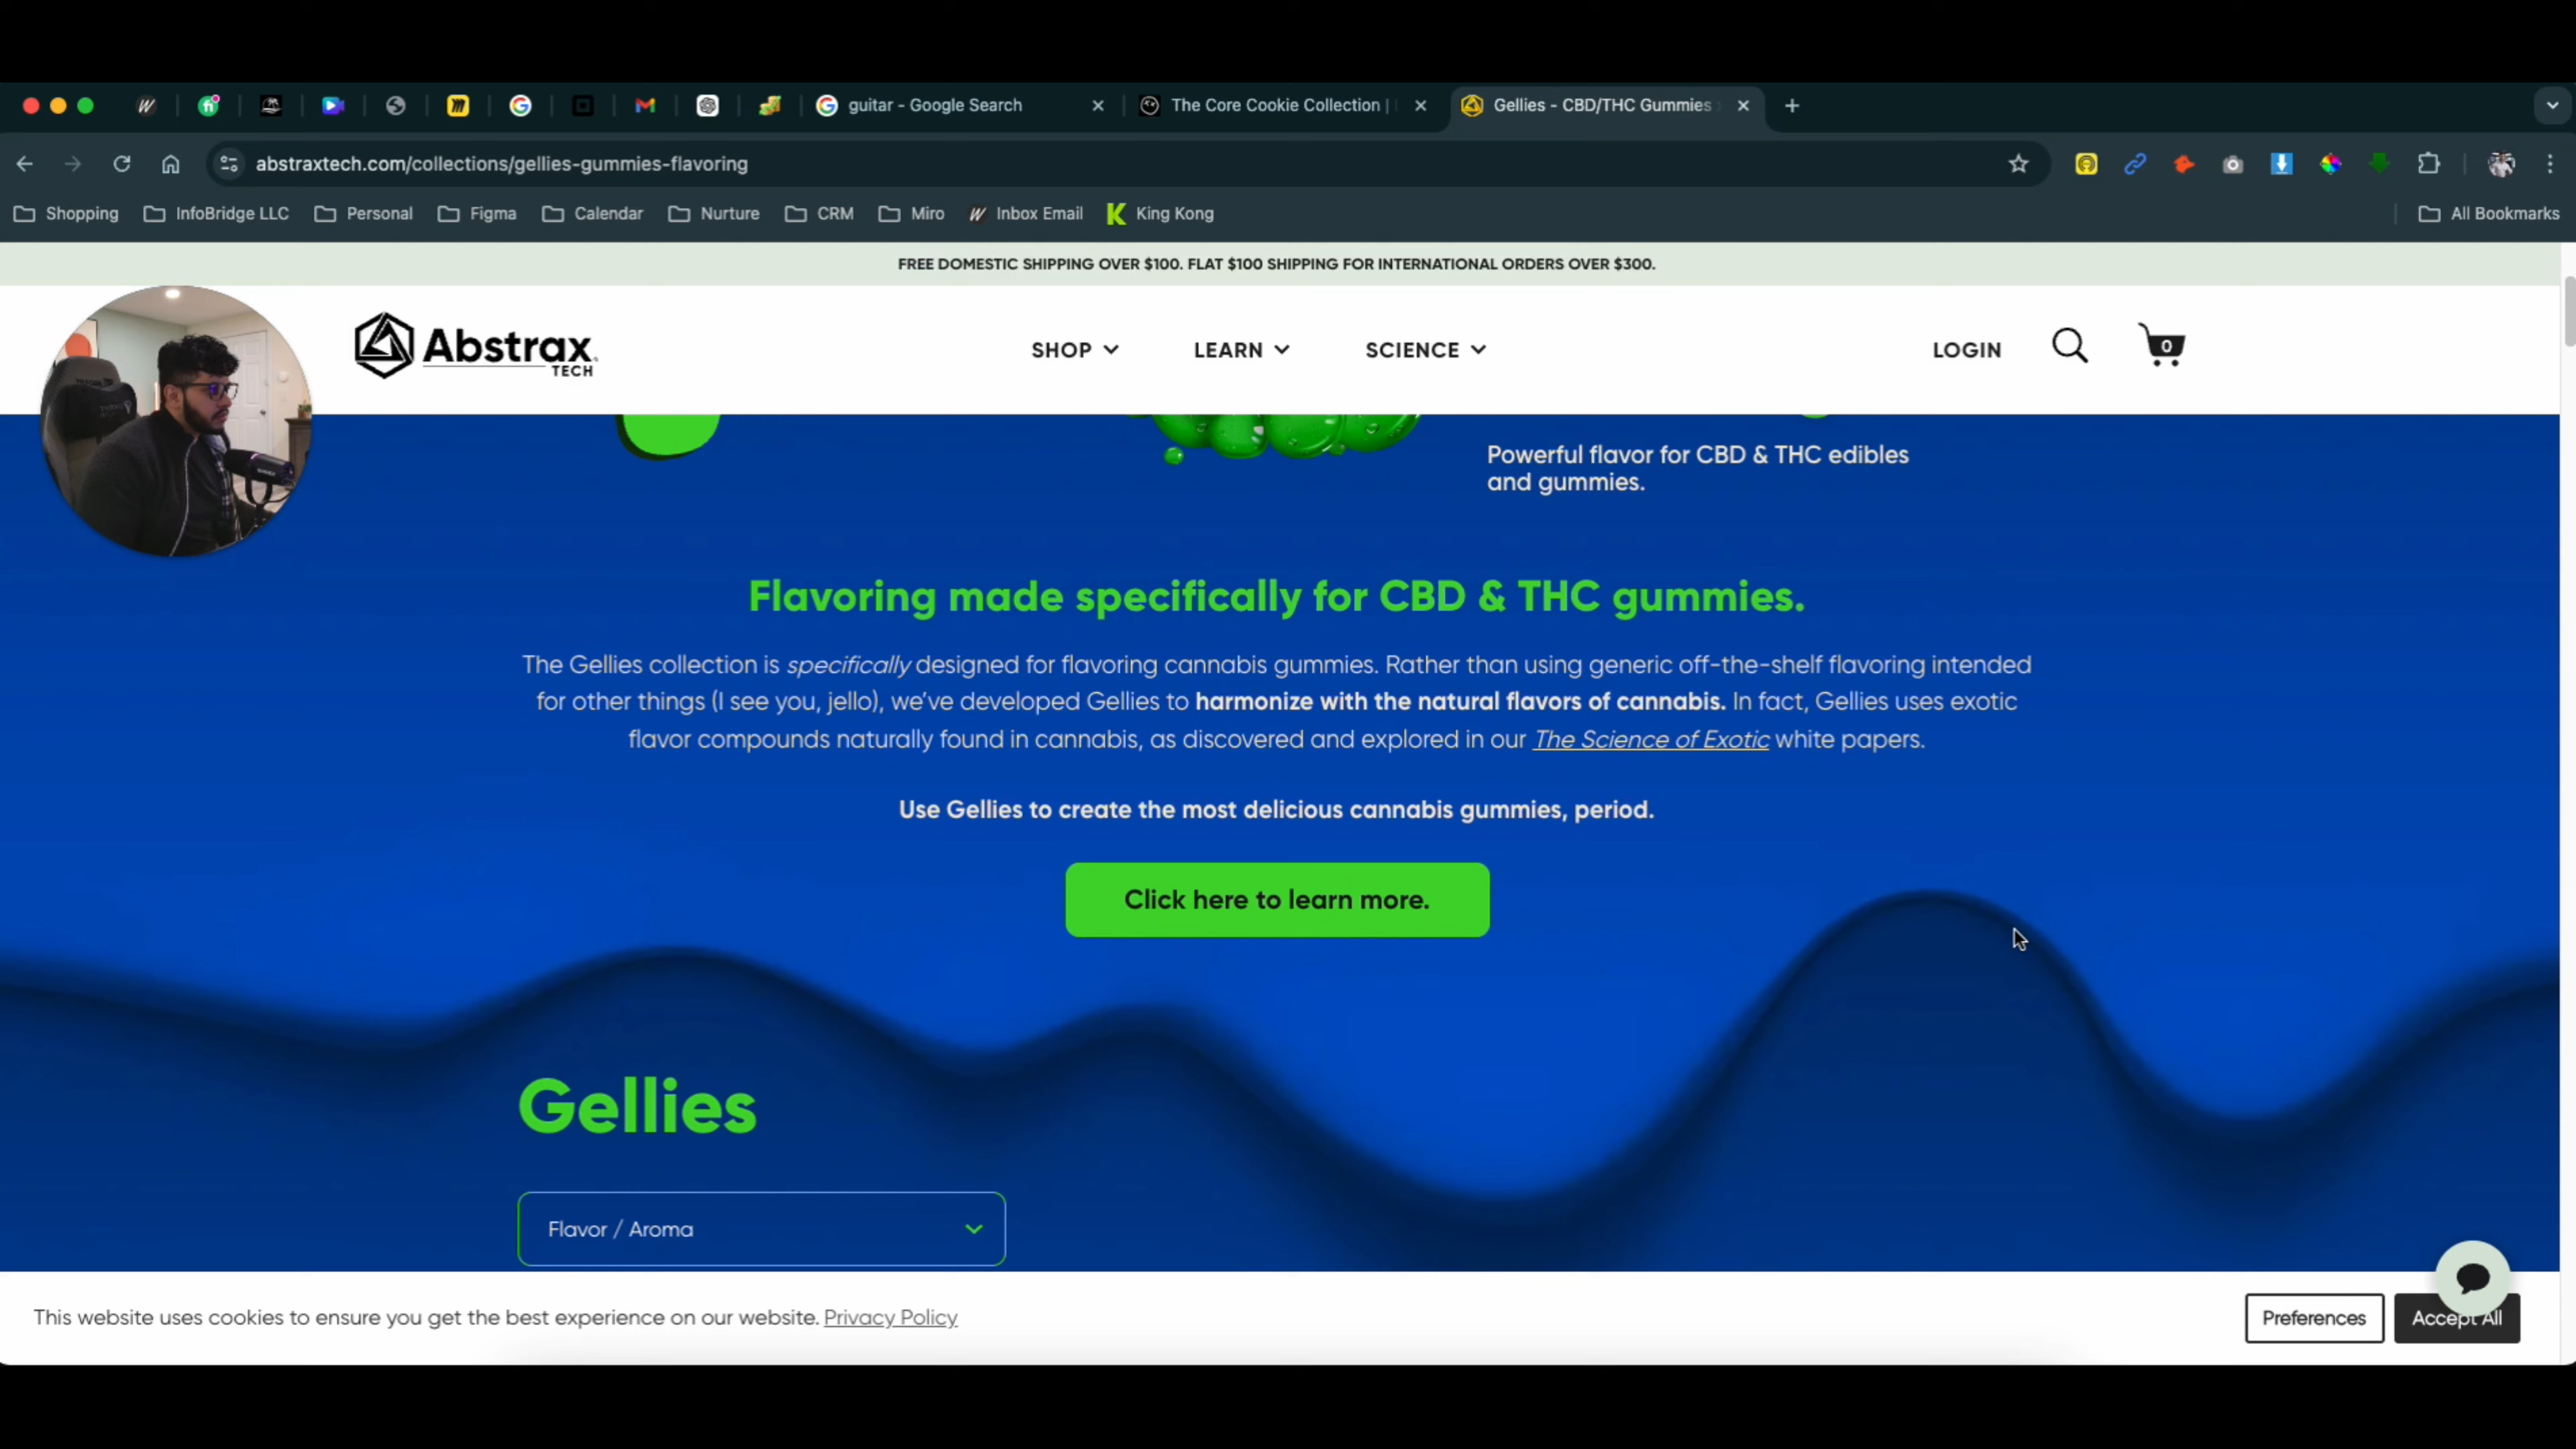 guitar - Google Search
The Core Cookie Collection |
Gellies - CBD/THC Gummies
abstraxtech.com/collections/gellies-gummies-flavoring
Shopping
InfoBridge LLC
Personal
Figma
Calendar
Nurture
CRM
Miro
Inbox Email
King Kong
All Bookmarks
FREE DOMESTIC SHIPPING OVER $100. FLAT $100 SHIPPING FOR INTERNATIONAL ORDERS OVER $300.
Abstrax
TECH
SHOP
LEARN
SCIENCE
LOGIN
0
Powerful flavor for CBD & THC edibles
and gummies.
Flavoring made specifically for CBD & THC gummies.
The Gellies collection is specifically designed for flavoring cannabis gummies. Rather than using generic off-the-shelf flavoring intended
for other things (I see you, jello), we've developed Gellies to harmonize with the natural flavors of cannabis. In fact, Gellies uses exotic
flavor compounds naturally found in cannabis, as discovered and explored in our The Science of Exotic white papers.
Use Gellies to create the most delicious cannabis gummies, period.
Click here to learn more.
Gellies
Flavor / Aroma
This website uses cookies to ensure you get the best experience on our website. Privacy Policy
Preferences
Accept All